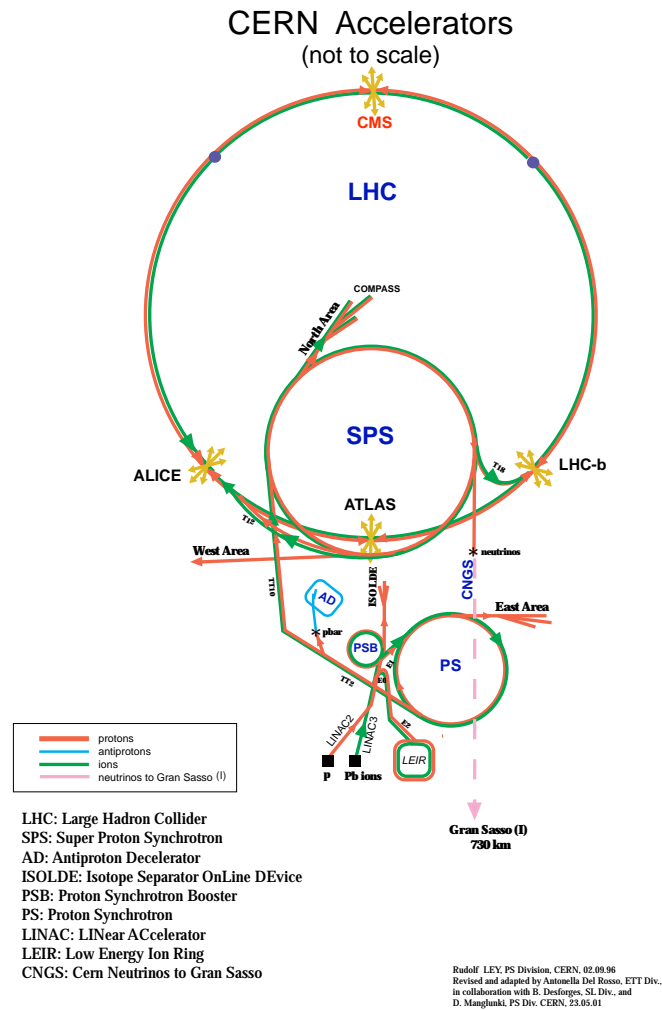 CERN Accelerators
(not to scale)
CMS
LHC
COMPASS
North Area
SPS
TI8
LHC-b
ALICE
ATLAS
TI2
West Area
neutrinos
ISOLDE
CNGS
TT10
AD
East Area
pbar
PSB
PS
E1
E0
TT2
E2
LINAC2
LINAC3
LEIR
p
Pb ions
protons
antiprotons
ions
neutrinos to Gran Sasso (I)
Gran Sasso (I)
730 km
LHC: Large Hadron Collider
SPS: Super Proton Synchrotron
AD: Antiproton Decelerator
ISOLDE: Isotope Separator OnLine DEvice
PSB: Proton Synchrotron Booster
PS: Proton Synchrotron
LINAC: LINear ACcelerator
LEIR: Low Energy Ion Ring
CNGS: Cern Neutrinos to Gran Sasso
Rudolf LEY, PS Division, CERN, 02.09.96
Revised and adapted by Antonella Del Rosso, ETT Div.,
in collaboration with B. Desforges, SL Div., and
D. Manglunki, PS Div. CERN, 23.05.01